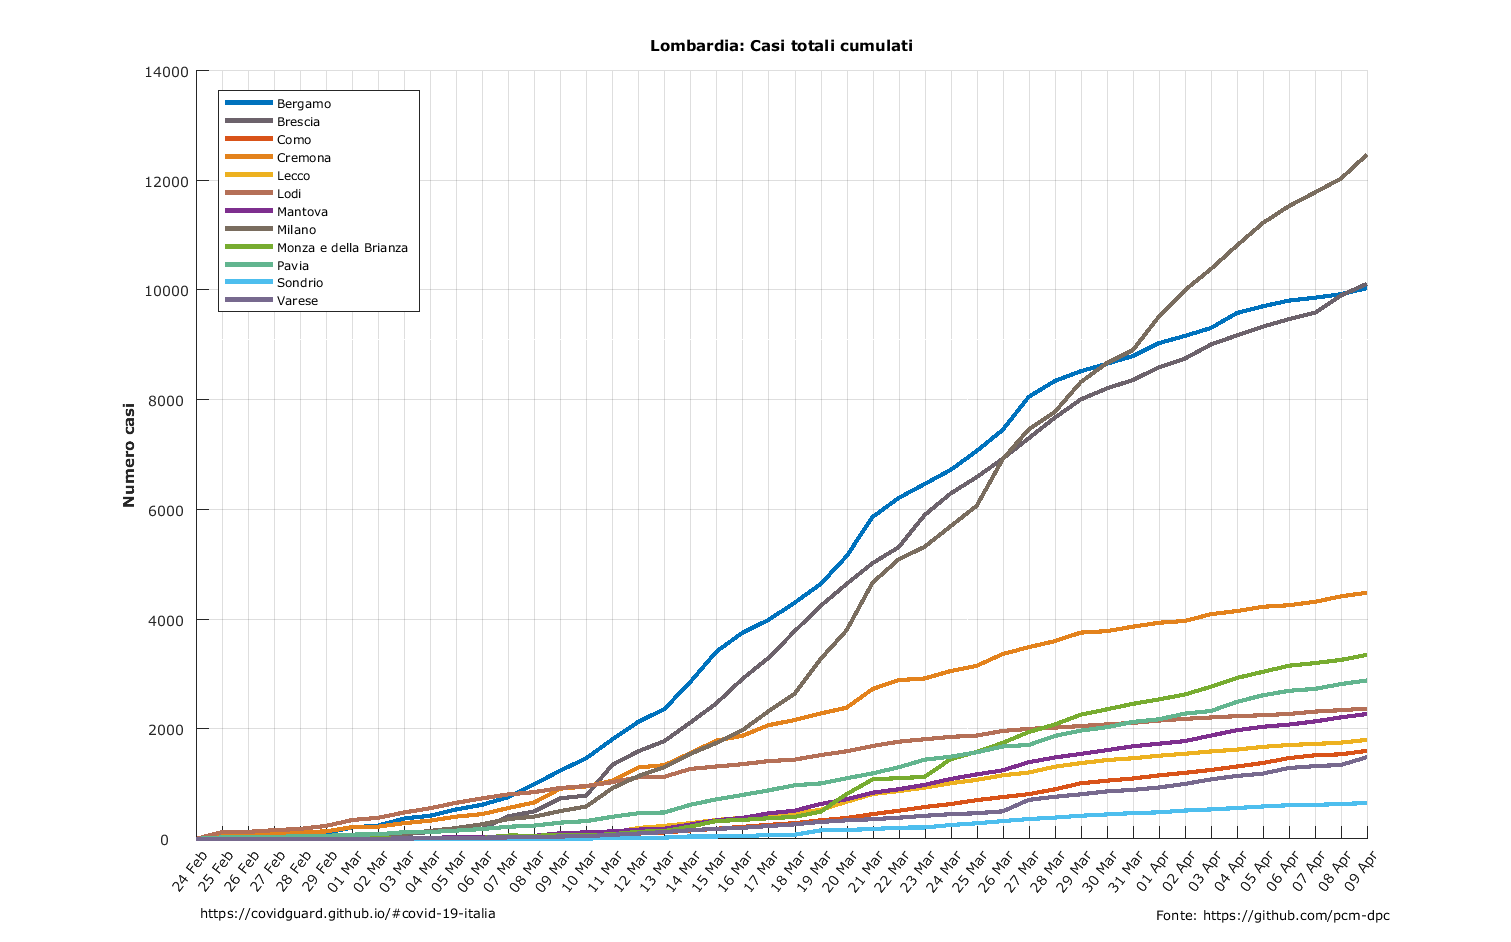 Lombardia: Casi totali cumulati
14000
12000
10000
8000
6000
4000
2000
0
Numero casi
Bergamo
Brescia
Como
Cremona
Lecco
Lodi
Mantova
Milano
Monza e della Brianza
Pavia
Sondrio
Varese
24 Feb
25 Feb
26 Feb
27 Feb
28 Feb
29 Feb
01 Mar
02 Mar
03 Mar
04 Mar
05 Mar
06 Mar
07 Mar
08 Mar
09 Mar
10 Mar
11 Mar
12 Mar
13 Mar
14 Mar
15 Mar
16 Mar
17 Mar
18 Mar
19 Mar
20 Mar
21 Mar
22 Mar
23 Mar
24 Mar
25 Mar
26 Mar
27 Mar
28 Mar
29 Mar
30 Mar
31 Mar
01 Apr
02 Apr
03 Apr
04 Apr
05 Apr
06 Apr
07 Apr
08 Apr
09 Apr
https://covidguard.github.io/#covid-19-italia
Fonte: https://github.com/pcm-dpc